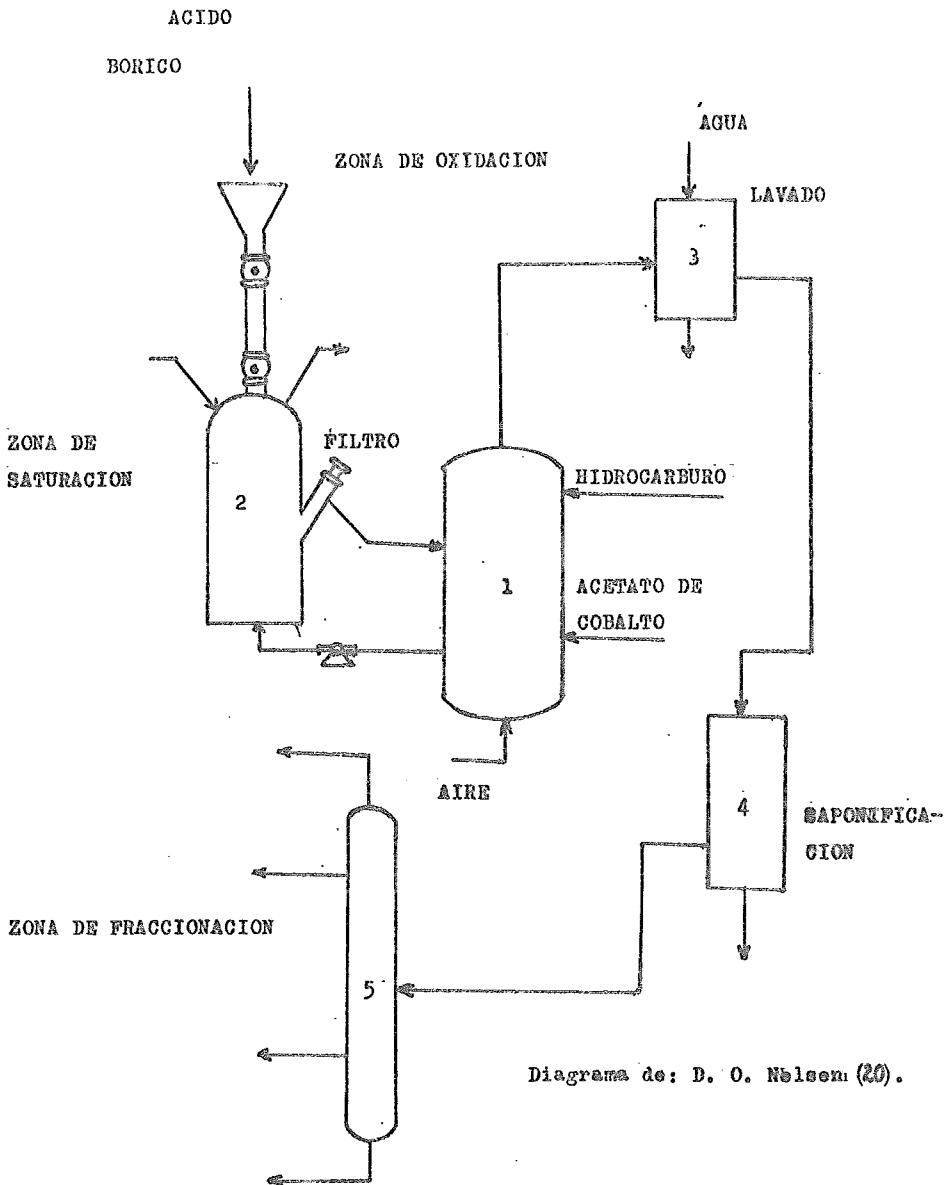 ACIDO
BORICO
ZONA DE OXIDACION
AGUA
LAVADO
3
ZONA DE
SATURACION
2
FILTRO
HIDROCARBURO
1
ACETATO DE
COBALTO
AIRE
4
SAPONIFICA-
CION
ZONA DE FRACCIONACION
5
Diagrama de: D. O. Nelsen (20).